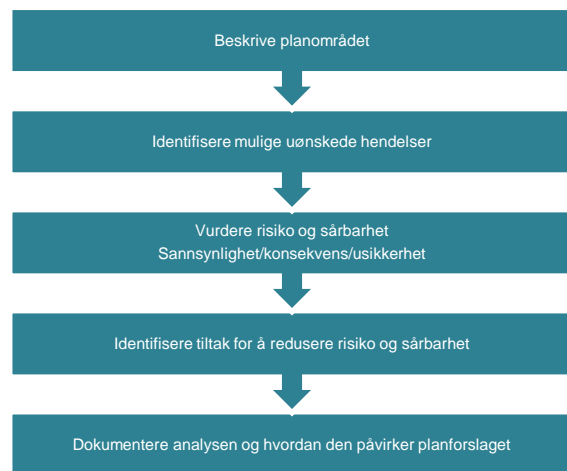 Beskrive planområdet
Identifisere mulige uønskede hendelser
Vurdere risiko og sårbarhet
Sannsynlighet/konsekvens/usikkerhet
Identifisere tiltak for å redusere risiko og sårbarhet
Dokumentere analysen og hvordan den påvirker planforslaget